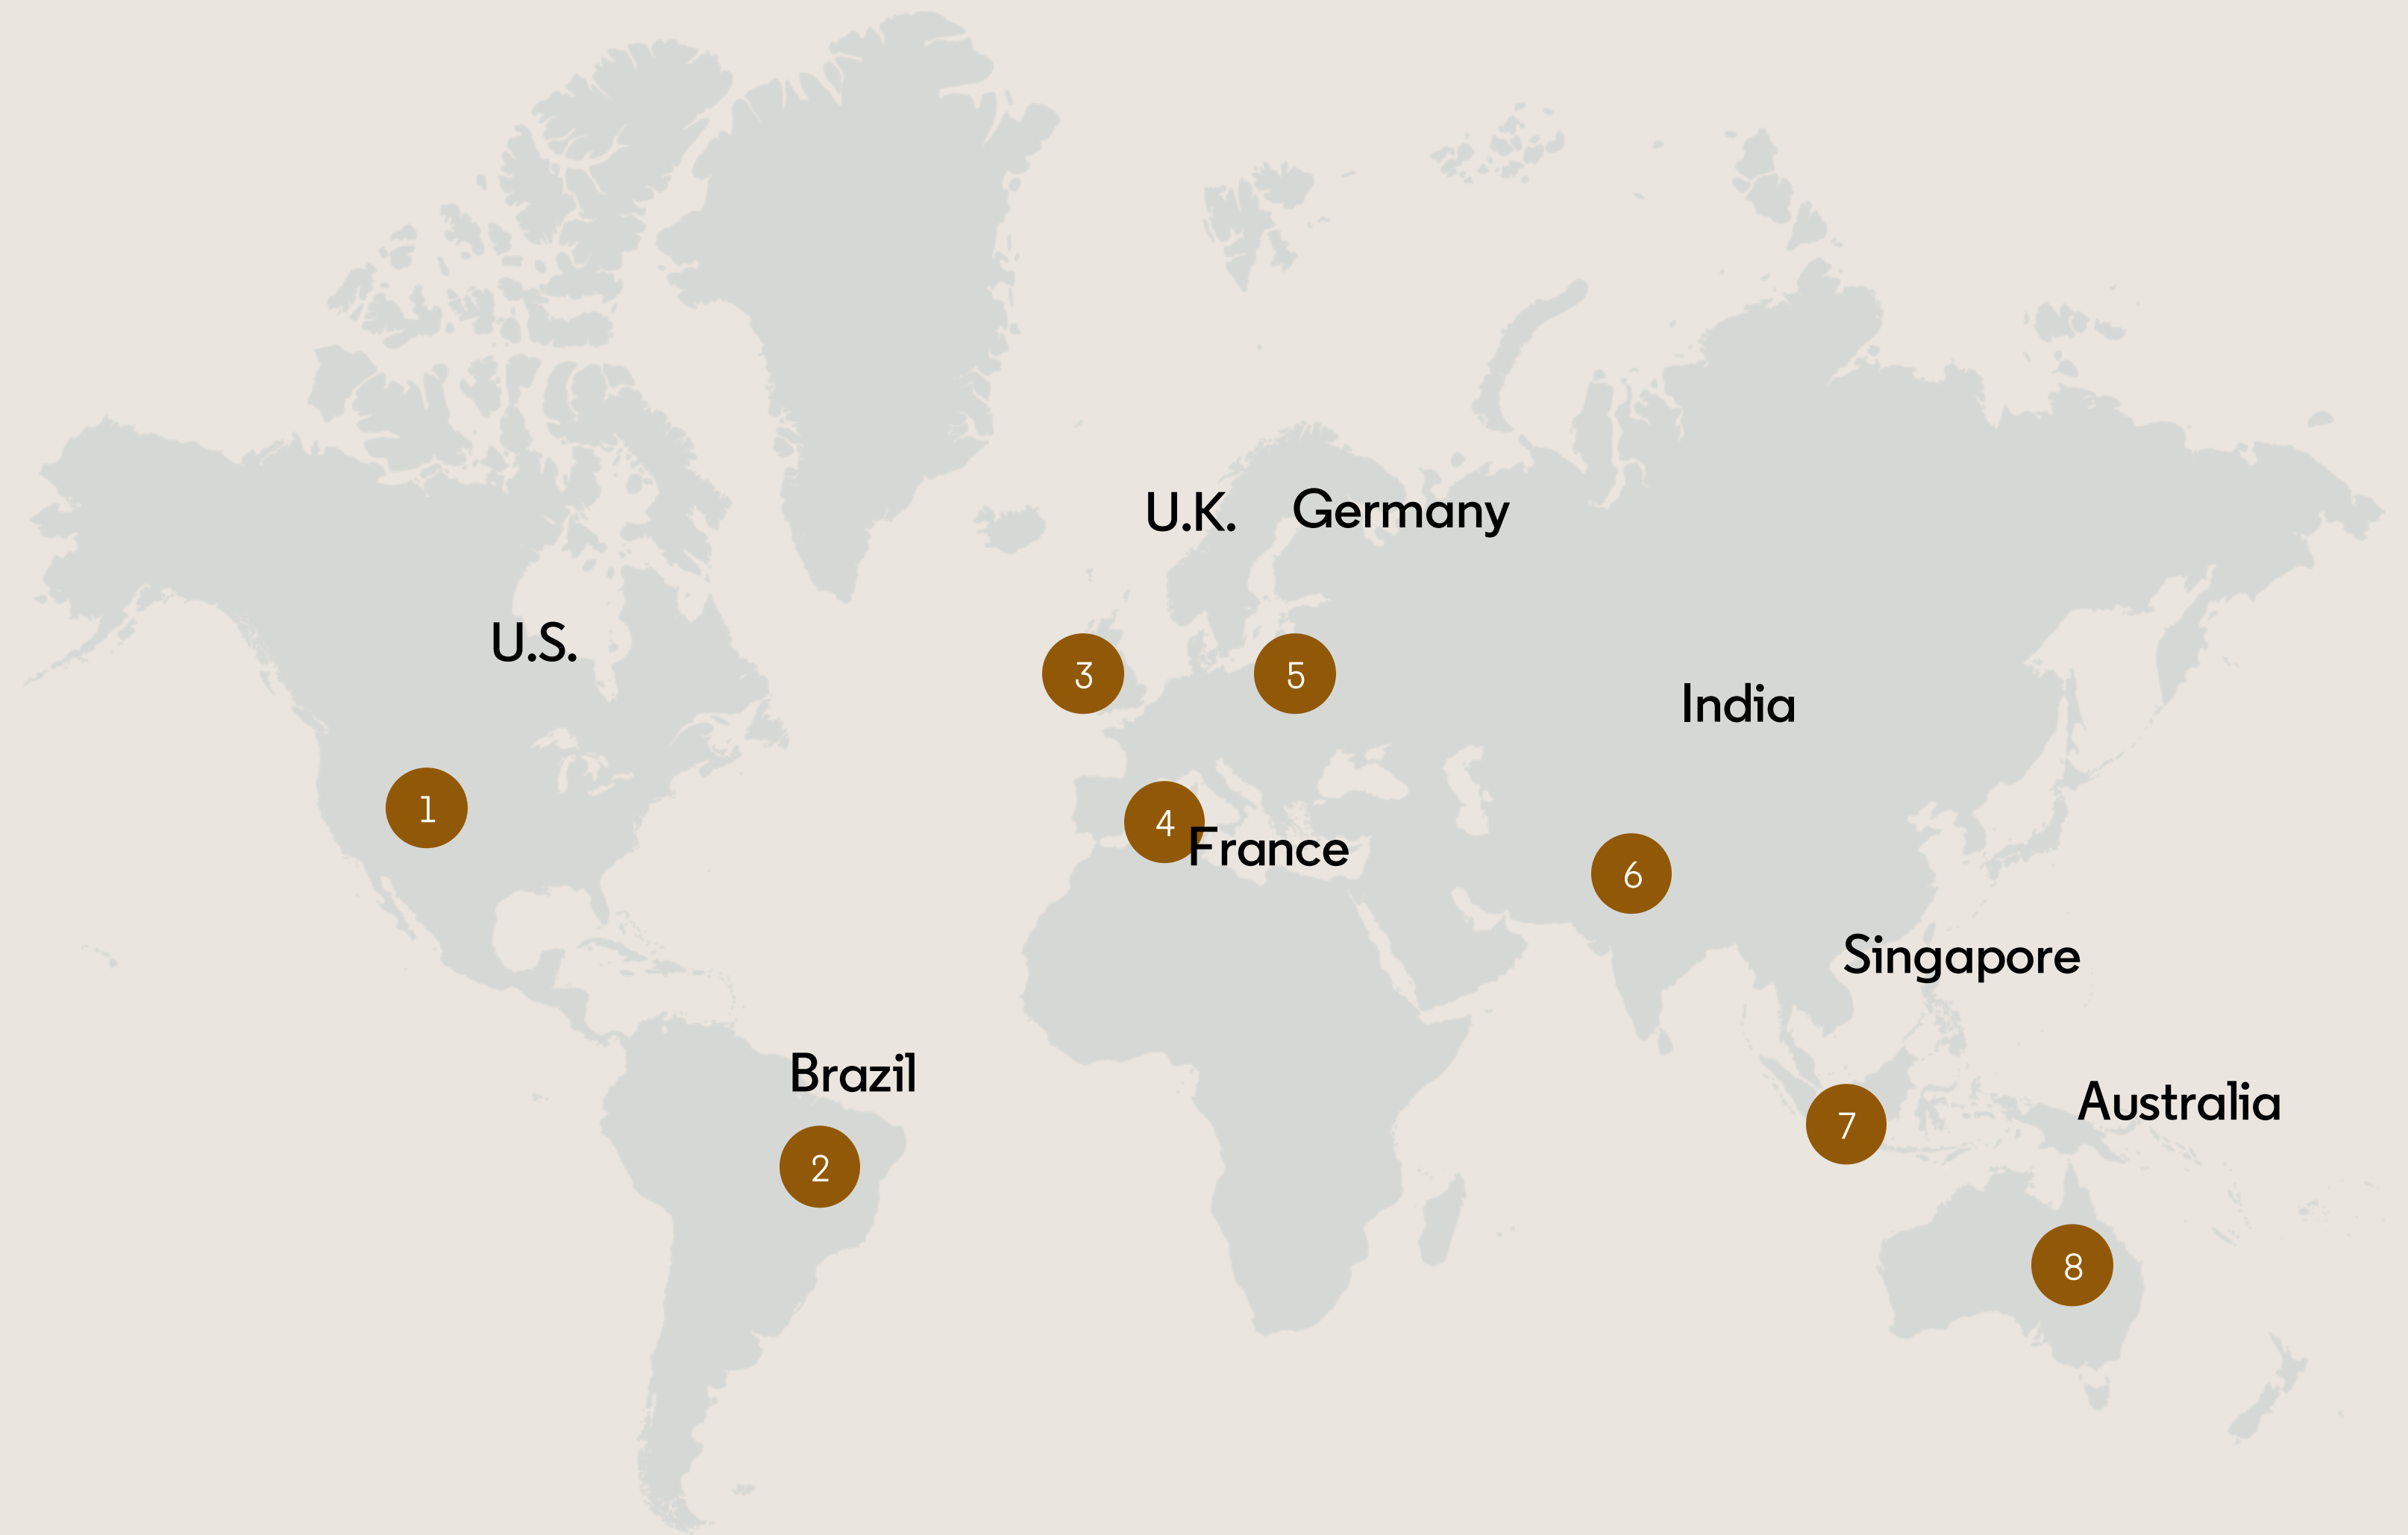 U.K.
Germany
U.S.
3
5
India
1
4
France
6
Singapore
Brazil
Australia
7
2
8